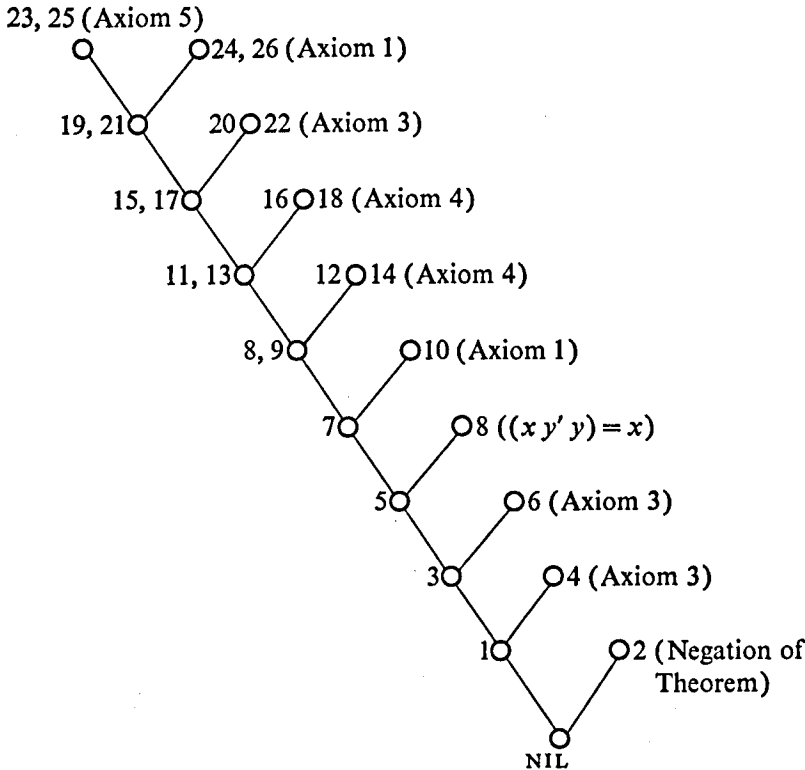 23, 25 (Axiom 5)
24, 26 (Axiom 1)
19, 21
20 22 (Axiom 3)
15, 17
16 18 (Axiom 4)
11, 13
12 14 (Axiom 4)
8, 9
10 (Axiom 1)
7
8 ((x y′ y) = x)
5
6 (Axiom 3)
3
4 (Axiom 3)
1
2 (Negation of
Theorem)
NIL